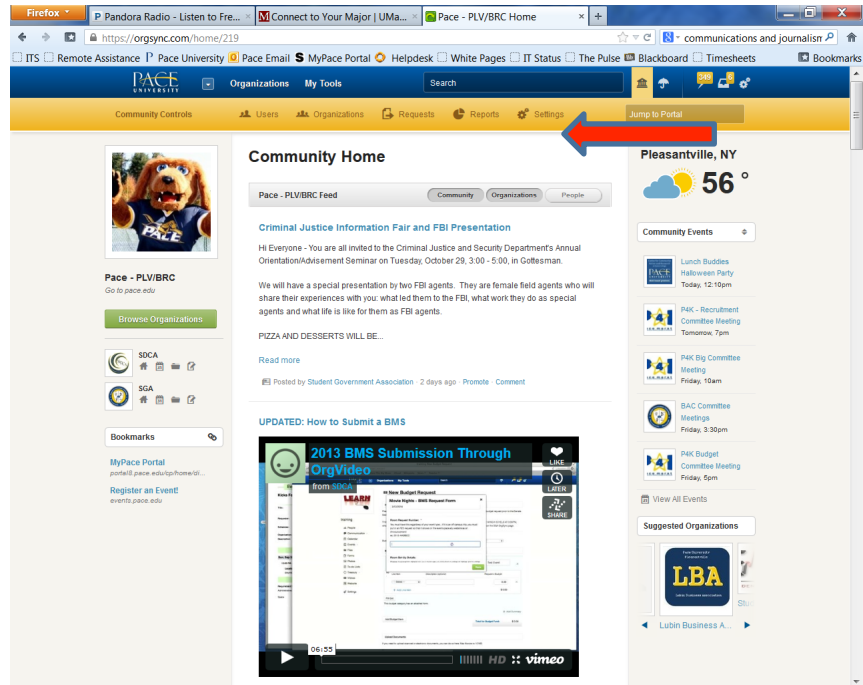 Firefox
Pandora Radio - Listen to Fre...
Connect to Your Major | UMa...
Pace - PLV/BRC Home
https://orgsync.com/home/219
communications and journalism
ITS Remote Assistance Pace University Pace Email MyPace Portal Helpdesk White Pages IT Status The Pulse Blackboard Timesheets Bookmarks
PACE UNIVERSITY
Organizations My Tools Search
Community Controls Users Organizations Requests Reports Settings Jump to Portal
Community Home
Pleasantville, NY
56 °
Pace - PLV/BRC Feed Community Organizations People
Criminal Justice Information Fair and FBI Presentation
Hi Everyone - You are all invited to the Criminal Justice and Security Department's Annual
Orientation/Advisement Seminar on Tuesday, October 29, 3:00 - 5:00, in Gottesman.
We will have a special presentation by two FBI agents. They are female field agents who will
share their experiences with you: what led them to the FBI, what work they do as special
agents and what life is like for them as FBI agents.
PIZZA AND DESSERTS WILL BE...
Read more
Posted by Student Government Association · 2 days ago · Promote · Comment
UPDATED: How to Submit a BMS
2013 BMS Submission Through
OrgVideo
from SDCA
LIKE
LATER
SHARE
LEARN
New Budget Request
Movie Nights - BMS Request Form
06:55
HD vimeo
PACE
Pace - PLV/BRC
Go to pace.edu
Browse Organizations
SDCA
SGA
Bookmarks
MyPace Portal
portal8.pace.edu/cp/home/di...
Register an Event!
events.pace.edu
Community Events
Lunch Buddies
Halloween Party
Today, 12:10pm
P4K - Recruitment
Committee Meeting
Tomorrow, 7pm
P4K Big Committee
Meeting
Friday, 10am
BAC Committee
Meetings
Friday, 3:30pm
P4K Budget
Committee Meeting
Friday, 5pm
View All Events
Suggested Organizations
LBA
Stu
Lubin Business A...